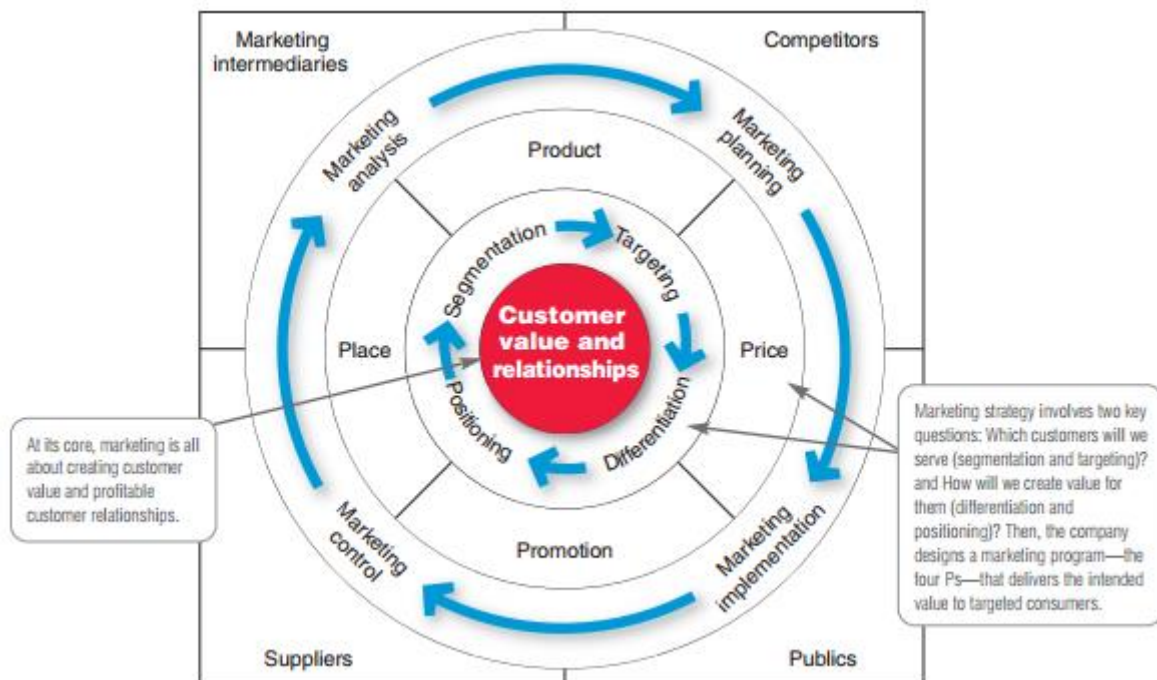 Marketing
intermediaries
Competitors
Marketing
analysis
Marketing
planning
Product
Segmentation
Targeting
Customer
value and
relationships
Place
Price
Positioning
Differentiation
At its core, marketing is all
about creating customer
value and profitable
customer relationships.
Marketing strategy involves two key
questions: Which customers will we
serve (segmentation and targeting)?
and How will we create value for
them (differentiation and
positioning)? Then, the company
designs a marketing program—the
four Ps—that delivers the intended
value to targeted consumers.
Marketing
control
Promotion
Marketing
implementation
Suppliers
Publics